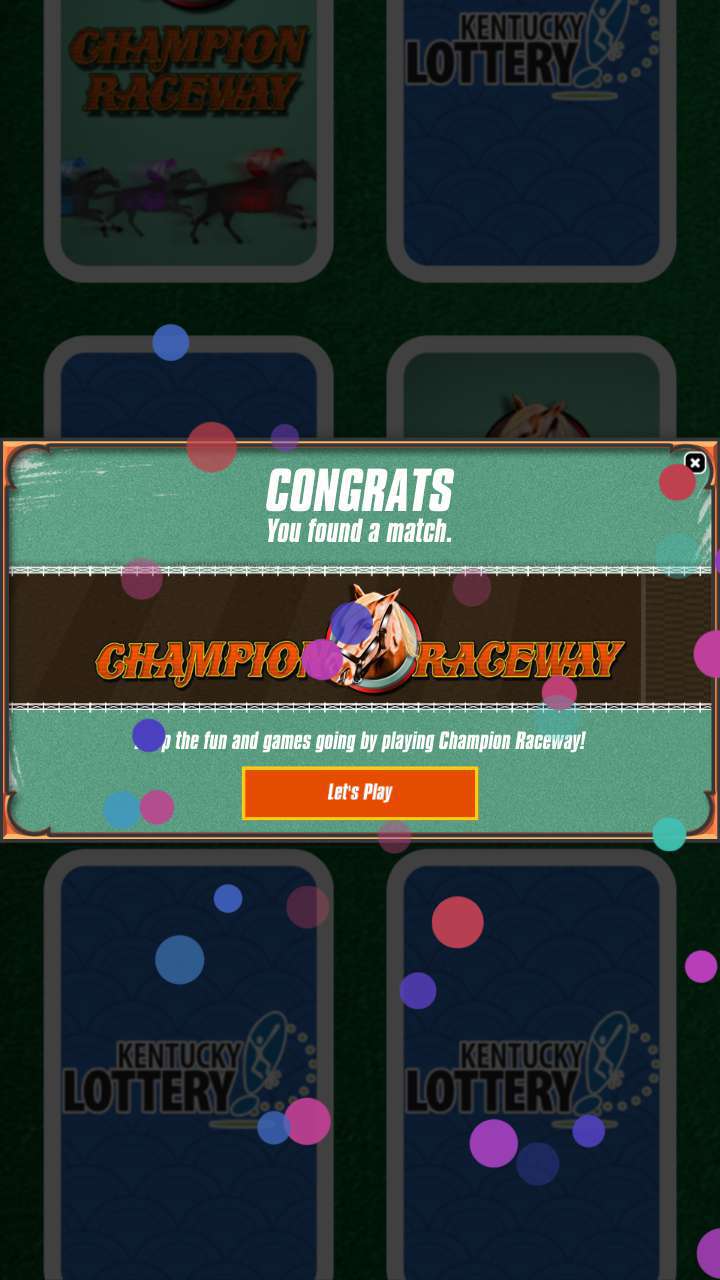 CHAMPION
RACEWAY
KENTUCKY
LOTTERY
CONGRATS
You found a match.
CHAMPION RACEWAY
the fun and games going by playing Champion Raceway!
Let's Play
KENTUCKY
LOTTERY
KENTUCKY
LOTTERY